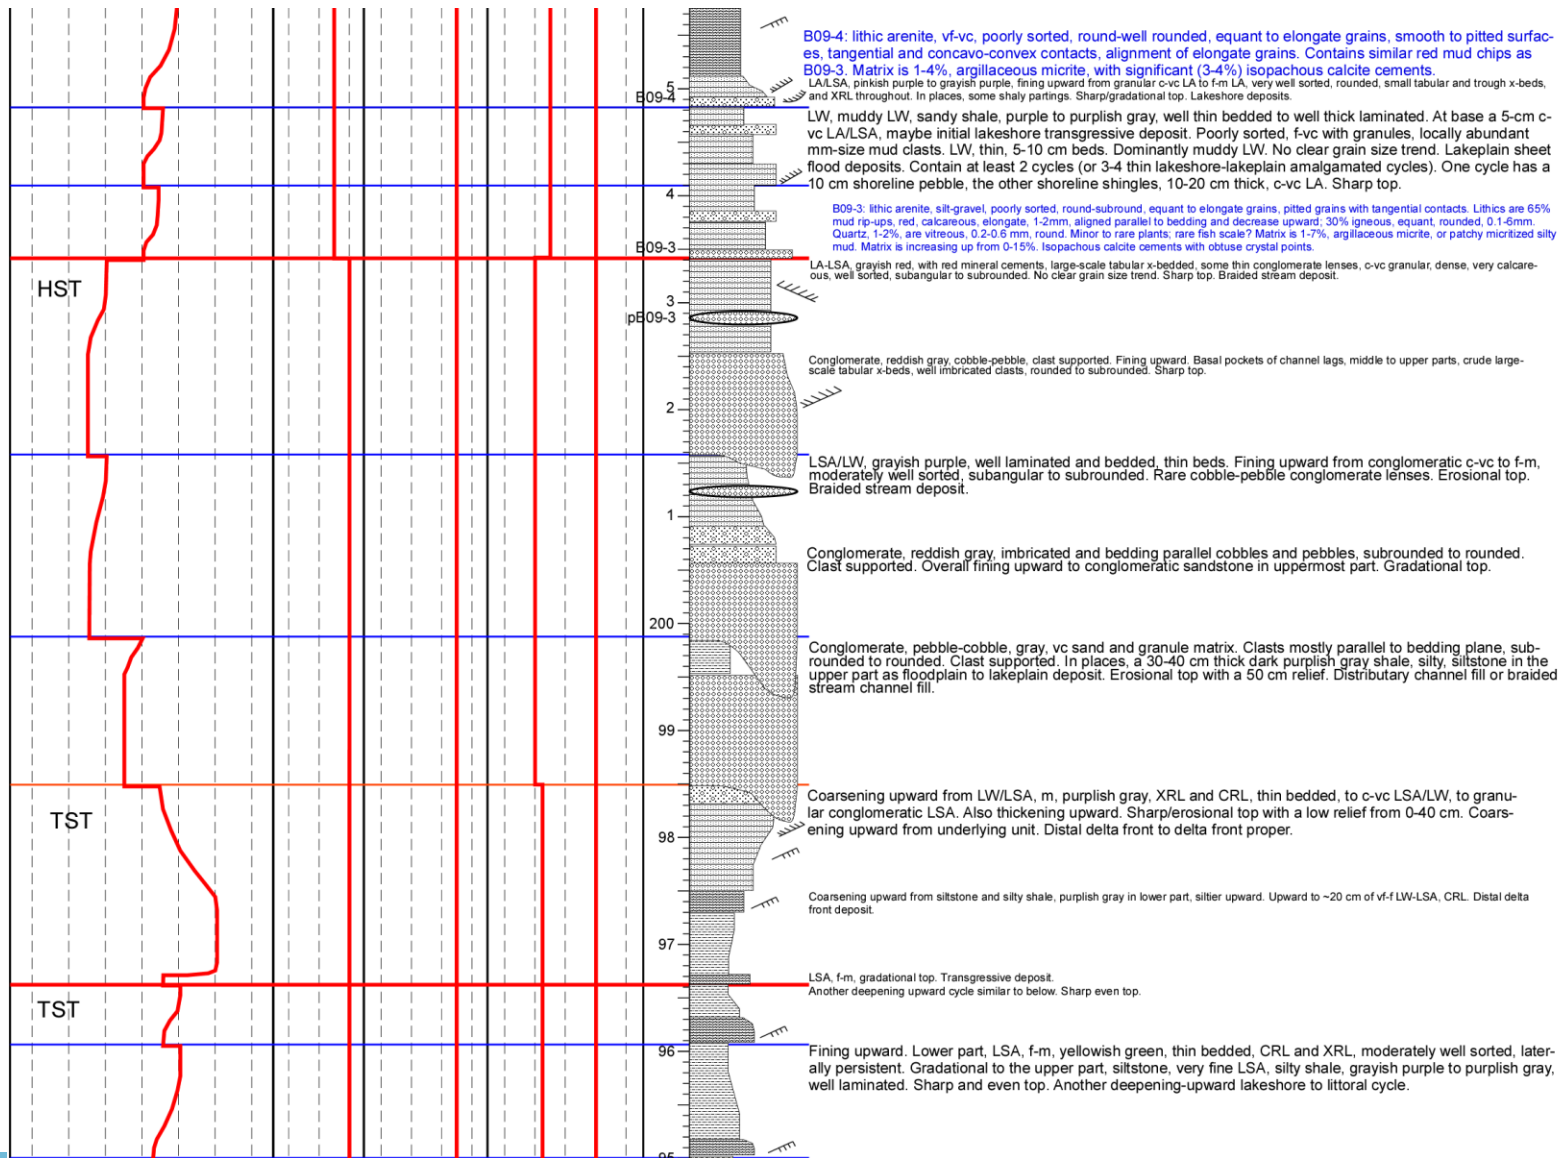 B09-4: lithic arenite, vf-vc, poorly sorted, round-well rounded, equant to elongate grains, smooth to pitted surfac-
es, tangential and concavo-convex contacts, alignment of elongate grains. Contains similar red mud chips as
B09-3. Matrix is 1-4%, argillaceous micrite, with significant (3-4%) isopachous calcite cements.
5
B09-4
LA/LSA, pinkish purple to grayish purple, fining upward from granular c-vc LA to f-m LA, very well sorted, rounded, small tabular and trough x-beds,
and XRL throughout. In places, some shaly partings. Sharp/gradational top. Lakeshore deposits.
LW, muddy LW, sandy shale, purple to purplish gray, well thin bedded to well thick laminated. At base a 5-cm c-
vc LA/LSA, maybe initial lakeshore transgressive deposit. Poorly sorted, f-vc with granules, locally abundant
mm-size mud clasts. LW, thin, 5-10 cm beds. Dominantly muddy LW. No clear grain size trend. Lakeplain sheet
flood deposits. Contain at least 2 cycles (or 3-4 thin lakeshore-lakeplain amalgamated cycles). One cycle has a
10 cm shoreline pebble, the other shoreline shingles, 10-20 cm thick, c-vc LA. Sharp top.
4
B09-3: lithic arenite, silt-gravel, poorly sorted, round-subround, equant to elongate grains, pitted grains with tangential contacts. Lithics are 65%
mud rip-ups, red, calcareous, elongate, 1-2mm, aligned parallel to bedding and decrease upward; 30% igneous, equant, rounded, 0.1-6mm.
Quartz, 1-2%, are vitreous, 0.2-0.6 mm, round. Minor to rare plants; rare fish scale? Matrix is 1-7%, argillaceous micrite, or patchy micritized silty
mud. Matrix is increasing up from 0-15%. Isopachous calcite cements with obtuse crystal points.
B09-3
LA-LSA, grayish red, with red mineral cements, large-scale tabular x-bedded, some thin conglomerate lenses, c-vc granular, dense, very calcare-
ous, well sorted, subangular to subrounded. No clear grain size trend. Sharp top. Braided stream deposit.
HST
3
pB09-3
Conglomerate, reddish gray, cobble-pebble, clast supported. Fining upward. Basal pockets of channel lags, middle to upper parts, crude large-
scale tabular x-beds, well imbricated clasts, rounded to subrounded. Sharp top.
2
LSA/LW, grayish purple, well laminated and bedded, thin beds. Fining upward from conglomeratic c-vc to f-m,
moderately well sorted, subangular to subrounded. Rare cobble-pebble conglomerate lenses. Erosional top.
Braided stream deposit.
1
Conglomerate, reddish gray, imbricated and bedding parallel cobbles and pebbles, subrounded to rounded.
Clast supported. Overall fining upward to conglomeratic sandstone in uppermost part. Gradational top.
200
Conglomerate, pebble-cobble, gray, vc sand and granule matrix. Clasts mostly parallel to bedding plane, sub-
rounded to rounded. Clast supported. In places, a 30-40 cm thick dark purplish gray shale, silty, siltstone in the
upper part as floodplain to lakeplain deposit. Erosional top with a 50 cm relief. Distributary channel fill or braided
stream channel fill.
99
Coarsening upward from LW/LSA, m, purplish gray, XRL and CRL, thin bedded, to c-vc LSA/LW, to granu-
lar conglomeratic LSA. Also thickening upward. Sharp/erosional top with a low relief from 0-40 cm. Coars-
ening upward from underlying unit. Distal delta front to delta front proper.
TST
98
Coarsening upward from siltstone and silty shale, purplish gray in lower part, siltier upward. Upward to ~20 cm of vf-f LW-LSA, CRL. Distal delta
front deposit.
97
LSA, f-m, gradational top. Transgressive deposit.
Another deepening upward cycle similar to below. Sharp even top.
TST
96
Fining upward. Lower part, LSA, f-m, yellowish green, thin bedded, CRL and XRL, moderately well sorted, later-
ally persistent. Gradational to the upper part, siltstone, very fine LSA, silty shale, grayish purple to purplish gray,
well laminated. Sharp and even top. Another deepening-upward lakeshore to littoral cycle.
95